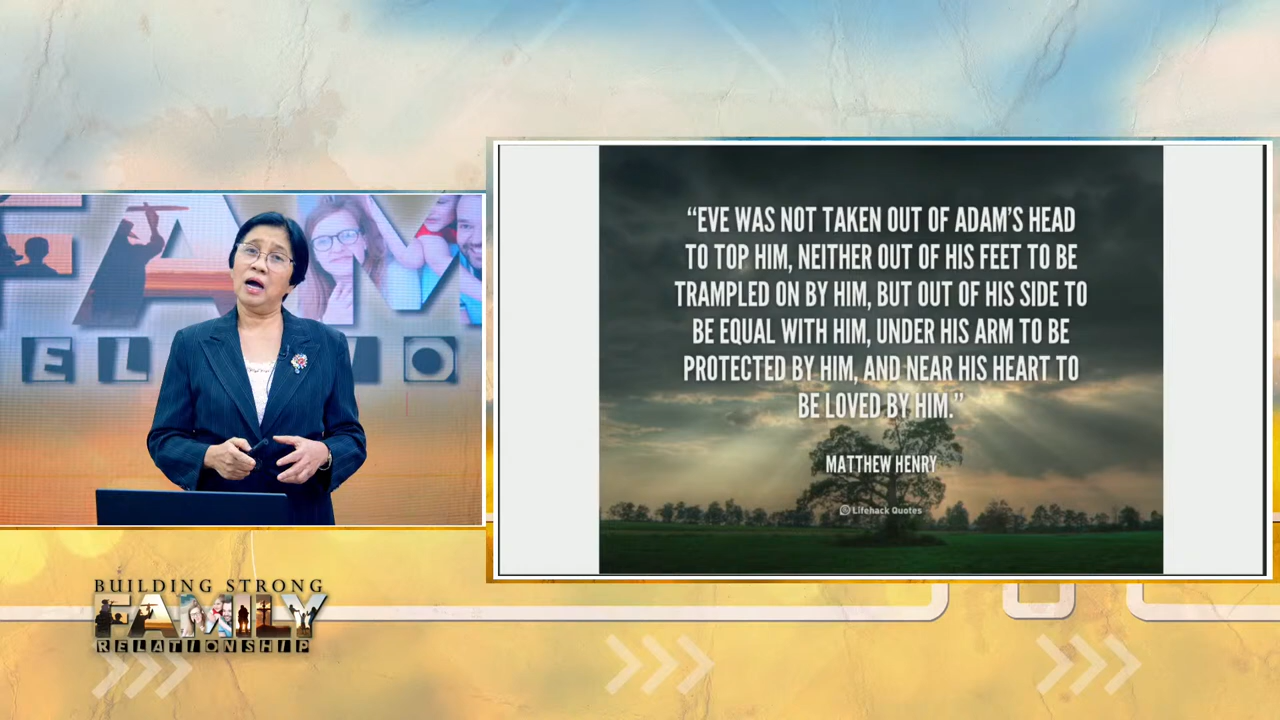 FAM
ELATIO
“EVE WAS NOT TAKEN OUT OF ADAM’S HEAD
TO TOP HIM, NEITHER OUT OF HIS FEET TO BE
TRAMPLED ON BY HIM, BUT OUT OF HIS SIDE TO
BE EQUAL WITH HIM, UNDER HIS ARM TO BE
PROTECTED BY HIM, AND NEAR HIS HEART TO
BE LOVED BY HIM.”
MATTHEW HENRY
Lifehack Quotes
BUILDING STRONG
FAMILY
RELATIONSHIP